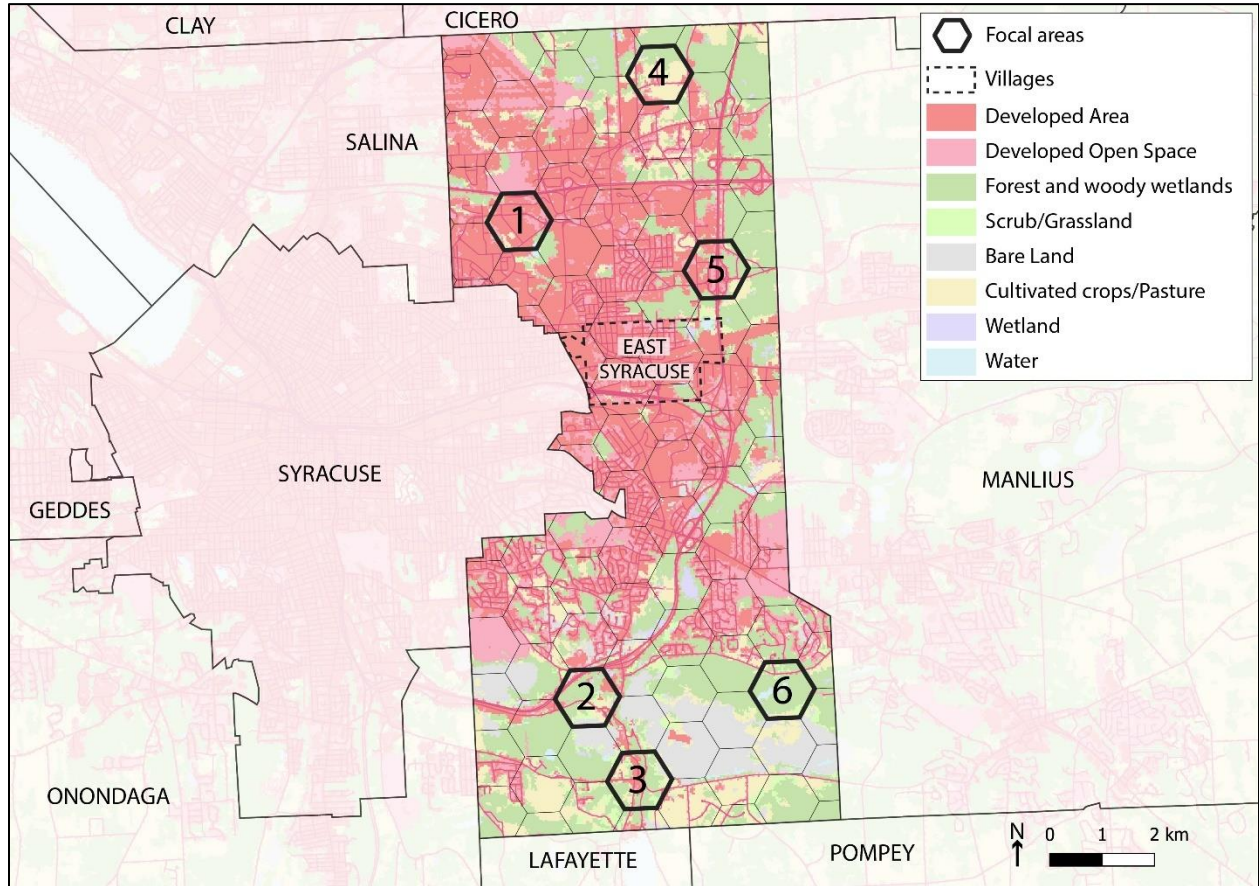 CLAY
CICERO
SALINA
4
1
5
EAST
SYRACUSE
SYRACUSE
GEDDES
MANLIUS
2
6
3
ONONDAGA
LAFAYETTE
POMPEY
Focal areas
Villages
Developed Area
Developed Open Space
Forest and woody wetlands
Scrub/Grassland
Bare Land
Cultivated crops/Pasture
Wetland
Water
N
0 1 2 km